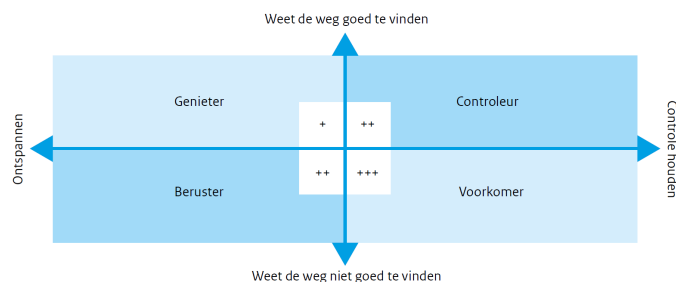 Weet de weg goed te vinden
Genieter
Controleur
+
++
Ontspannen
Controle houden
++
+++
Beruster
Voorkomer
Weet de weg niet goed te vinden